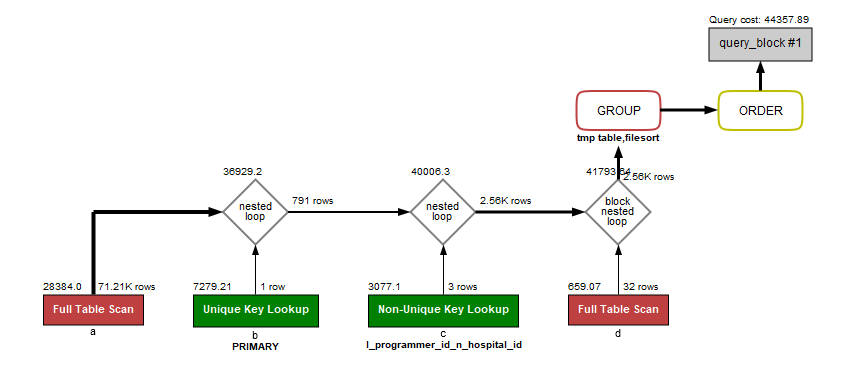 Query cost: 44357.89
query_block #1
GROUP
ORDER
tmp table,filesort
36929.2
40006.3
41793.64
2.56K rows
nested
loop
791 rows
nested
loop
2.56K rows
block
nested
loop
28384.0
71.21K rows
7279.21
1 row
3077.1
3 rows
659.07
32 rows
Full Table Scan
Unique Key Lookup
Non-Unique Key Lookup
Full Table Scan
a
b
c
d
PRIMARY
I_programmer_id_n_hospital_id